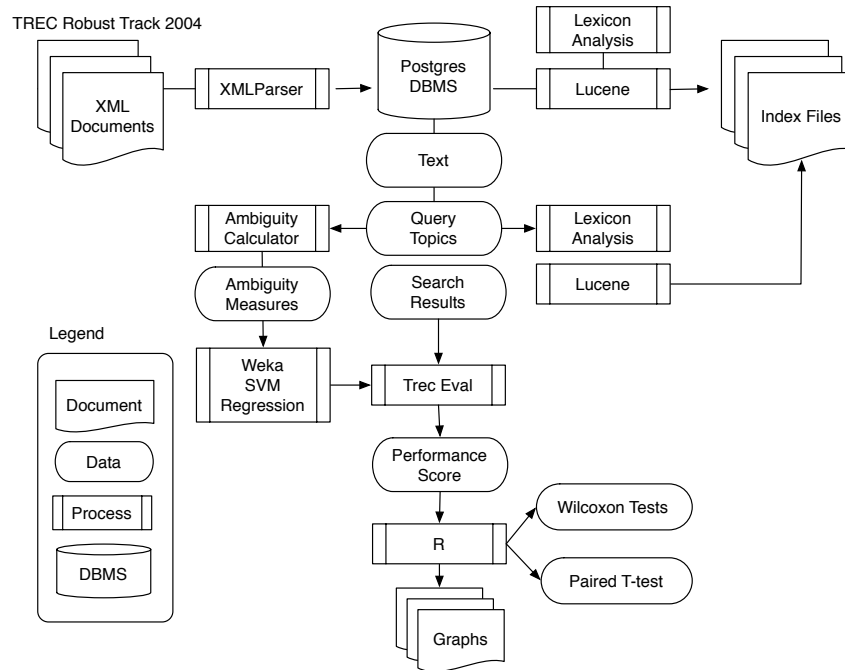 TREC Robust Track 2004
XML
Documents
XMLParser
Postgres
DBMS
Lexicon
Analysis
Lucene
Index Files
Text
Ambiguity
Calculator
Query
Topics
Lexicon
Analysis
Ambiguity
Measures
Search
Results
Lucene
Legend
Weka
SVM
Regression
Trec Eval
Document
Data
Performance
Score
Process
Wilcoxon Tests
R
DBMS
Paired T-test
Graphs